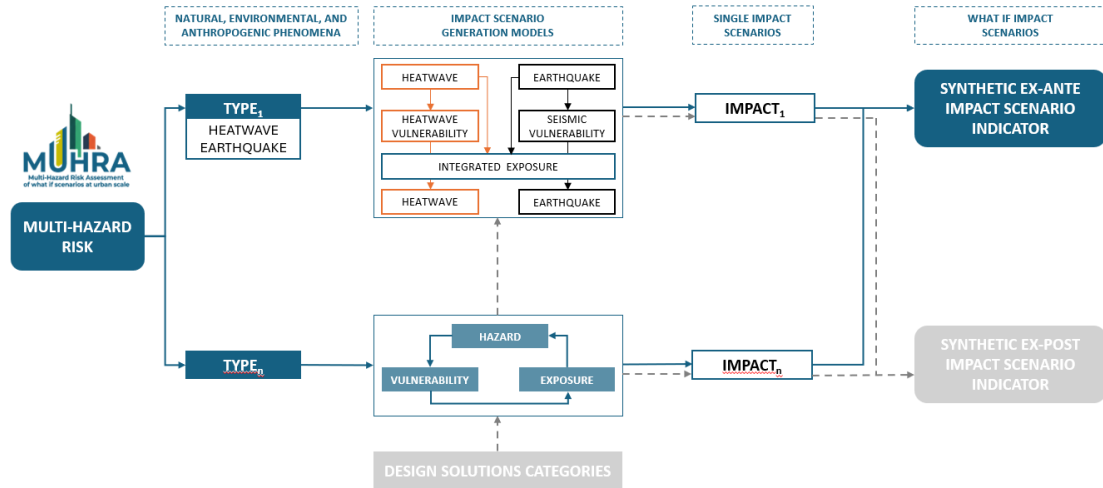 NATURAL, ENVIRONMENTAL, AND
ANTHROPOGENIC PHENOMENA
IMPACT SCENARIO
GENERATION MODELS
SINGLE IMPACT
SCENARIOS
WHAT IF IMPACT
SCENARIOS
MUHRA
Multi-Hazard Risk Assessment
of what if scenarios at urban scale
MULTI-HAZARD
RISK
TYPE₁
HEATWAVE
EARTHQUAKE
HEATWAVE
EARTHQUAKE
HEATWAVE
VULNERABILITY
SEISMIC
VULNERABILITY
INTEGRATED EXPOSURE
HEATWAVE
EARTHQUAKE
IMPACT₁
SYNTHETIC EX-ANTE
IMPACT SCENARIO
INDICATOR
TYPEₙ
HAZARD
VULNERABILITY
EXPOSURE
IMPACTₙ
SYNTHETIC EX-POST
IMPACT SCENARIO
INDICATOR
DESIGN SOLUTIONS CATEGORIES